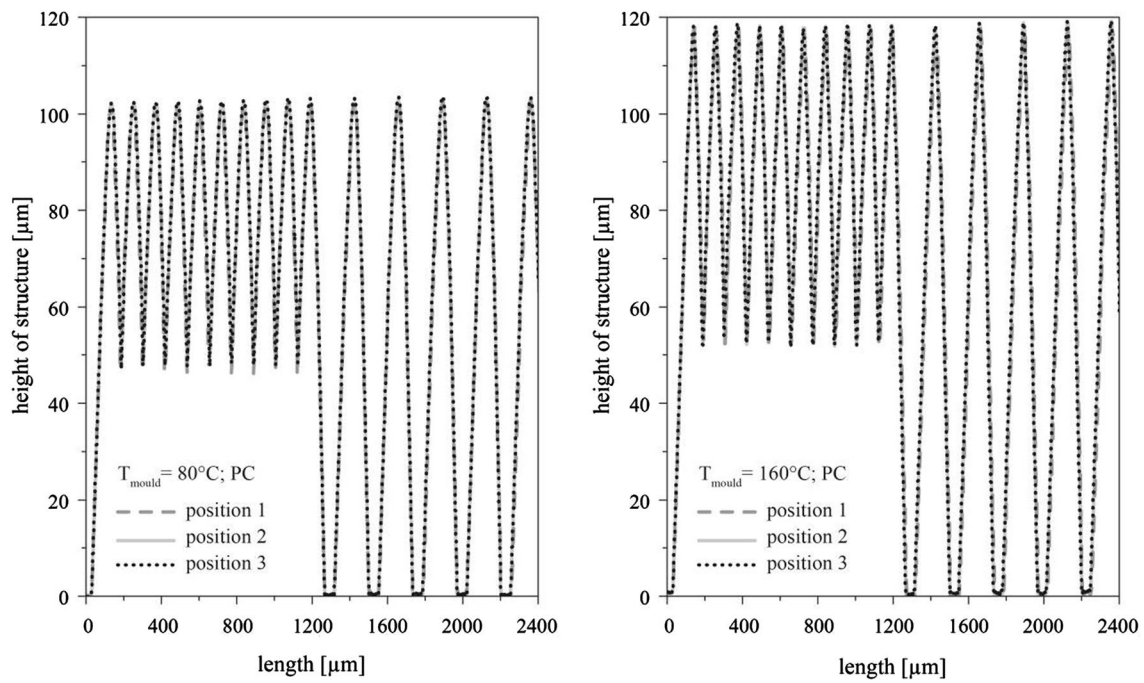 120
100
80
60
40
20
0
height of structure [µm]
T mould = 80°C; PC
position 1
position 2
position 3
0 400 800 1200 1600 2000 2400
length [µm]
120
100
80
60
40
20
0
height of structure [µm]
T mould = 160°C; PC
position 1
position 2
position 3
0 400 800 1200 1600 2000 2400
length [µm]